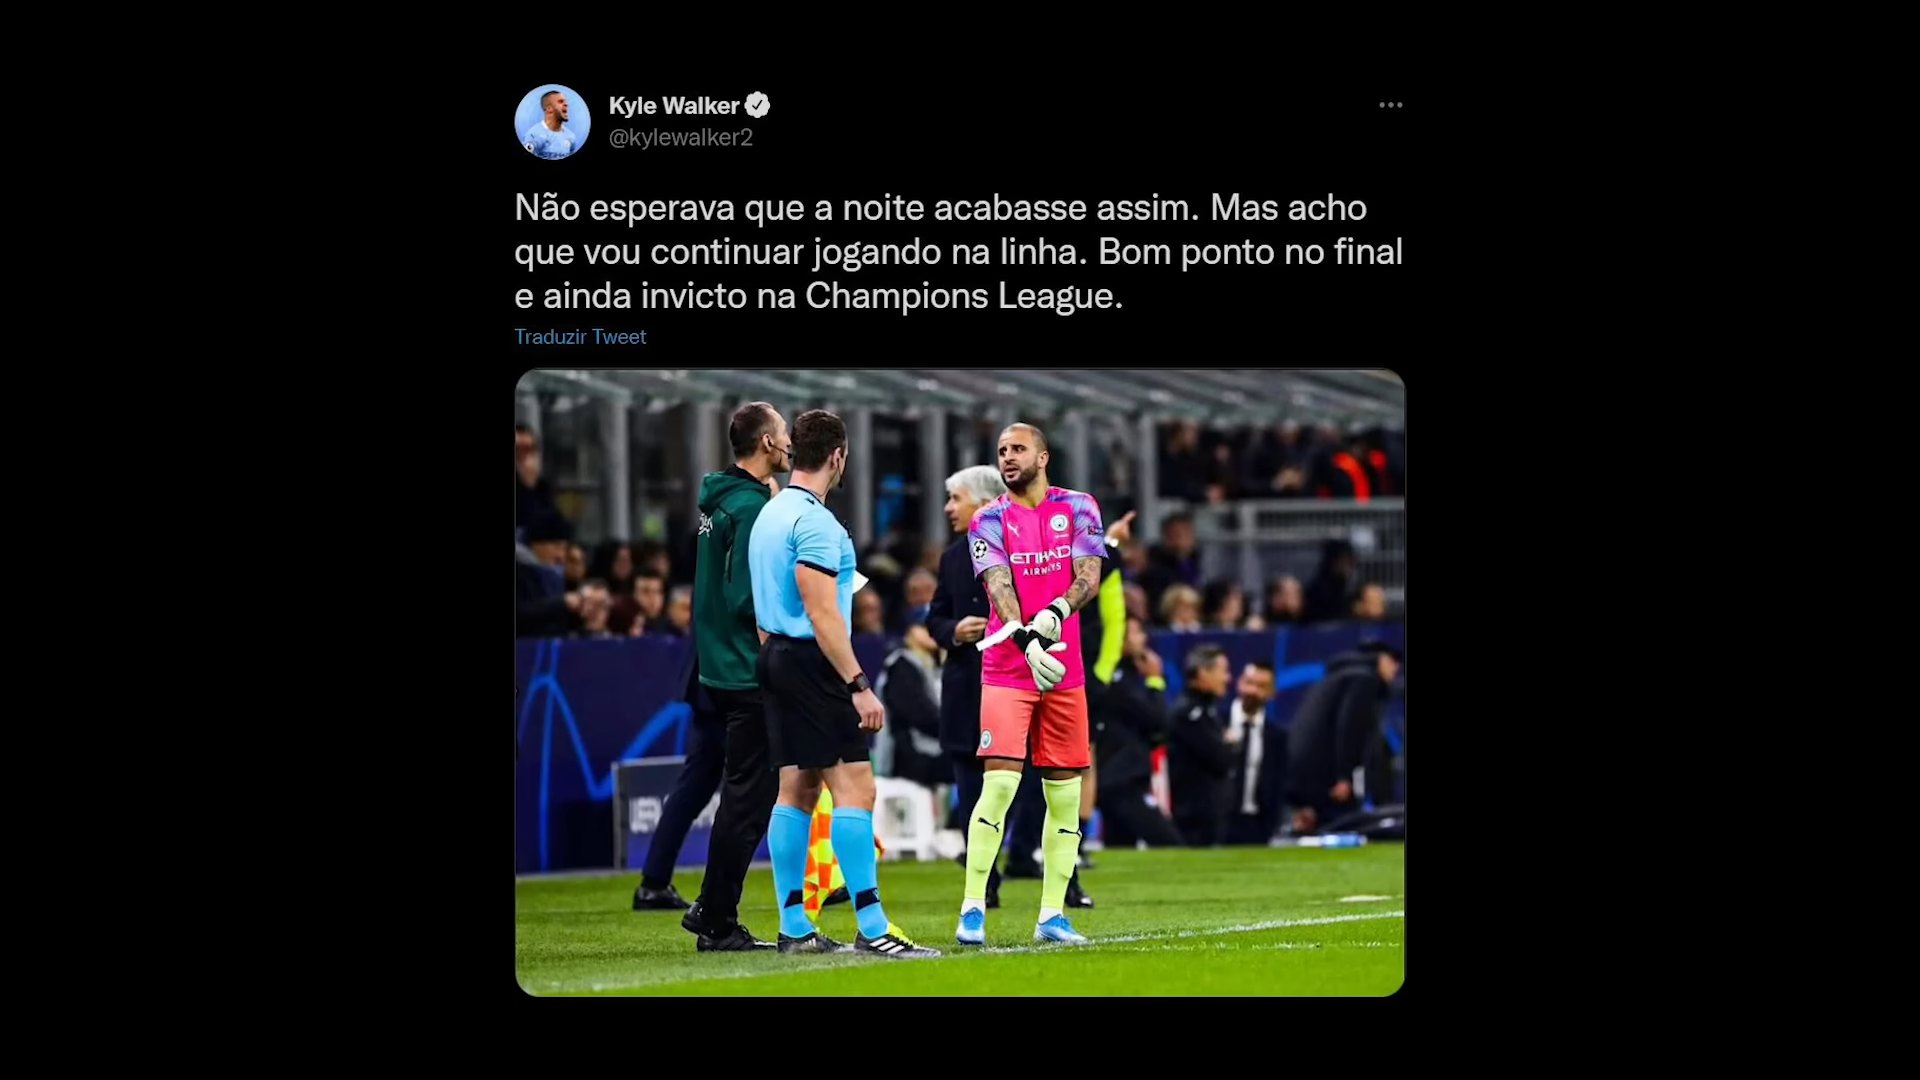 Kyle Walker
@kylewalker2
Não esperava que a noite acabasse assim. Mas acho
que vou continuar jogando na linha. Bom ponto no final
e ainda invicto na Champions League.
Traduzir Tweet
ETIHAD
AIRWAYS